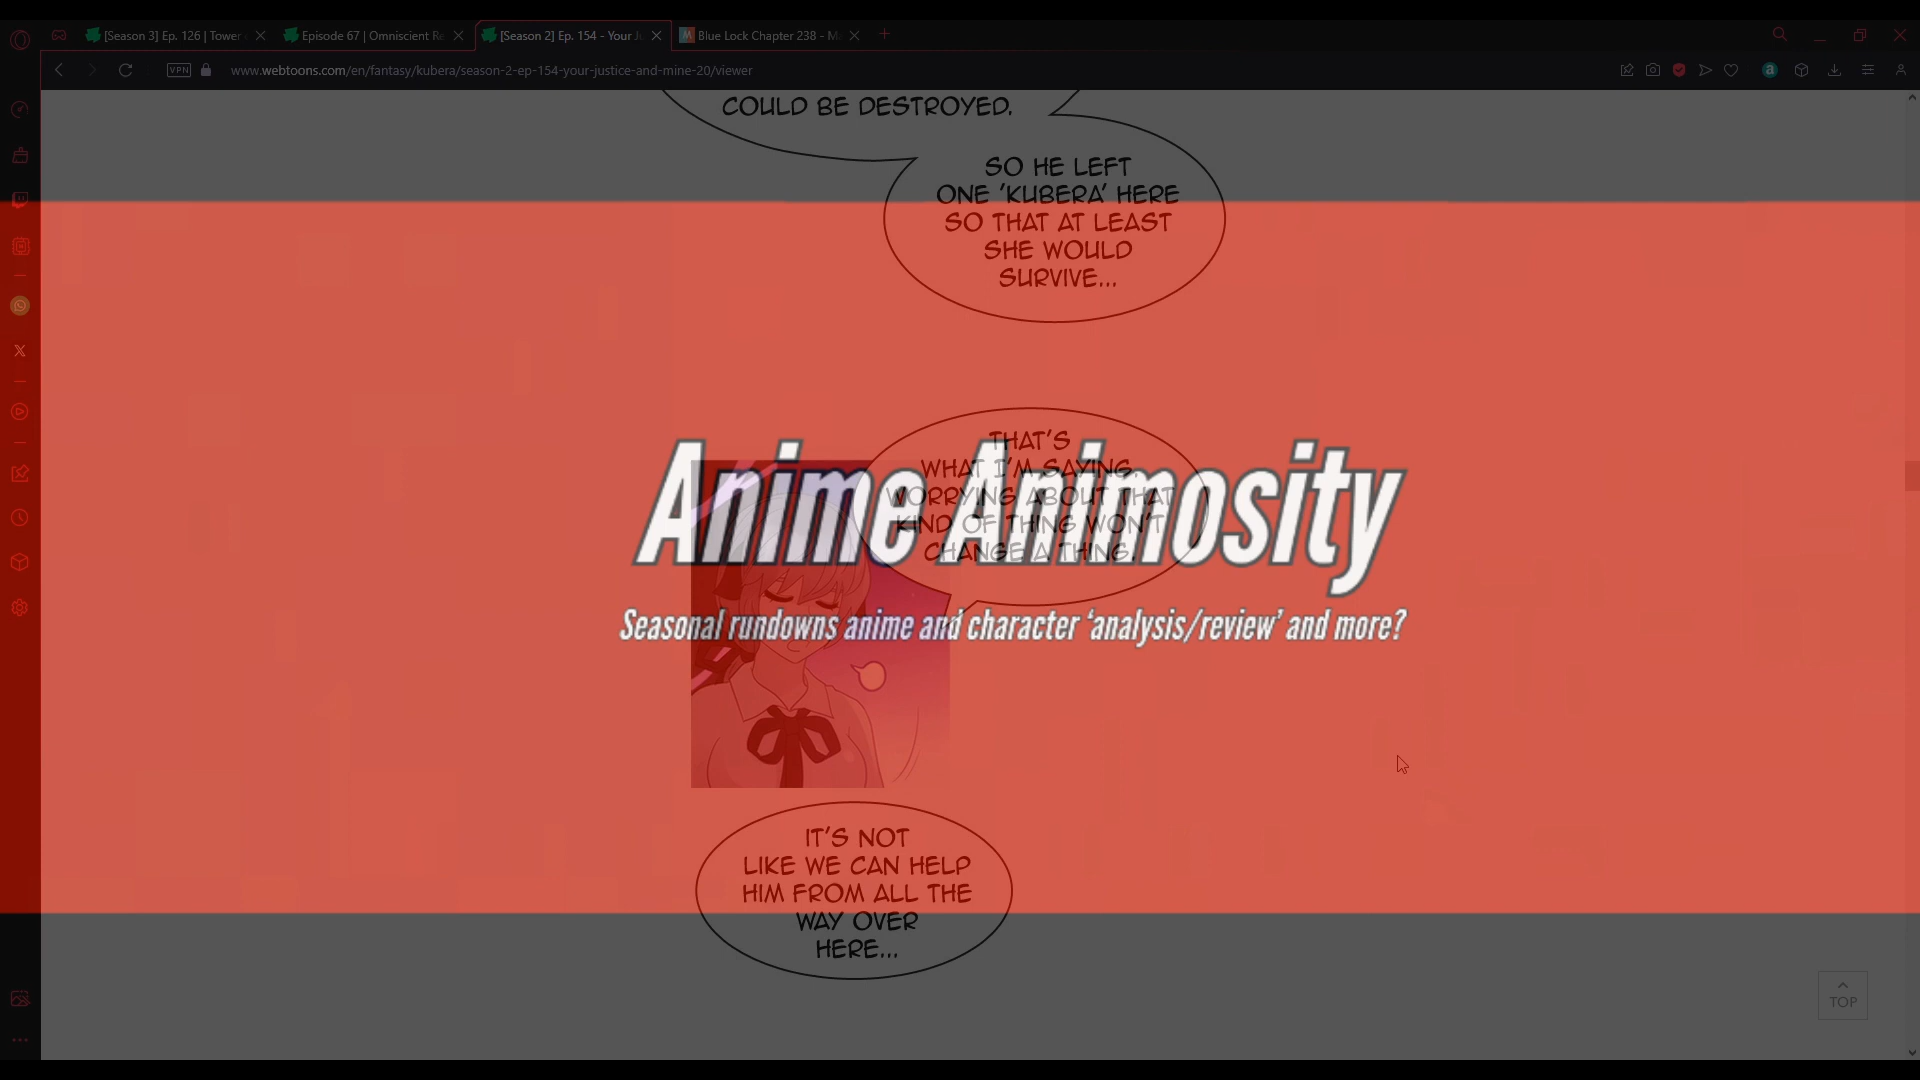 [Season 3] Ep. 126 | Tower
Episode 67 | Omniscient Re
[Season 2] Ep. 154 - Your Ju
Blue Lock Chapter 238 - M
VPN
www.webtoons.com/en/fantasy/kubera/season-2-ep-154-your-justice-and-mine-20/viewer
COULD BE DESTROYED.
SO HE LEFT
ONE 'KUBERA' HERE
SO THAT AT LEAST
SHE WOULD
SURVIVE...
THAT'S
WHAT I'M SAYING.
WORRYING ABOUT THAT
KIND OF THING WON'T
CHANGE A THING!
Anime Animosity
Seasonal rundowns anime and character 'analysis/review' and more?
IT'S NOT
LIKE WE CAN HELP
HIM FROM ALL THE
WAY OVER
HERE...
TOP